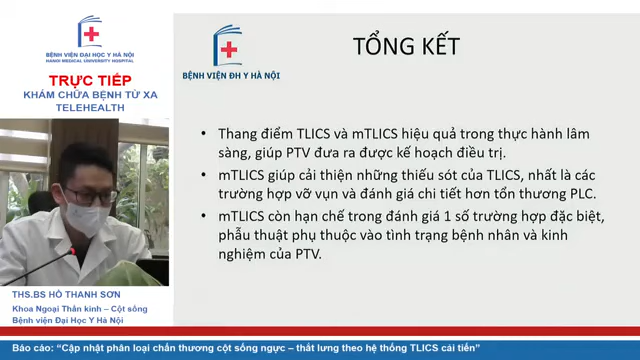 BỆNH VIỆN ĐẠI HỌC Y HÀ NỘI
HANOI MEDICAL UNIVERSITY HOSPITAL
TRỰC TIẾP
KHÁM CHỮA BỆNH TỪ XA
TELEHEALTH
BỆNH VIỆN ĐH Y HÀ NỘI
TỔNG KẾT
• Thang điểm TLICS và mTLICS hiệu quả trong thực hành lâm
sàng, giúp PTV đưa ra được kế hoạch điều trị.
• mTLICS giúp cải thiện những thiếu sót của TLICS, nhất là các
trường hợp vỡ vụn và đánh giá chi tiết hơn tổn thương PLC.
• mTLICS còn hạn chế trong đánh giá 1 số trường hợp đặc biệt,
phẫu thuật phụ thuộc vào tình trạng bệnh nhân và kinh
nghiệm của PTV.
THS.BS HỒ THANH SƠN
Khoa Ngoại Thần kinh – Cột sống
Bệnh viện Đại Học Y Hà Nội
Báo cáo: “Cập nhật phân loại chấn thương cột sống ngực – thắt lưng theo hệ thống TLICS cải tiến”